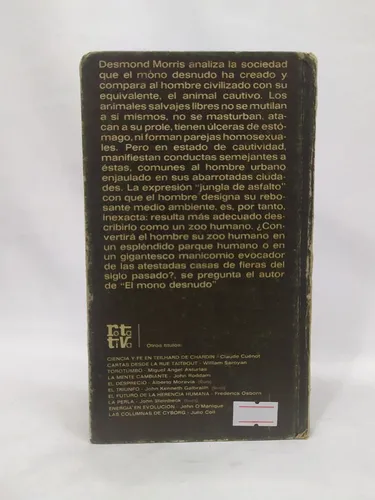 Desmond Morris analiza la sociedad
que el móno desnudo ha creado y
compara al hombre civilizado con su
equivalente, el animal cautivo. Los
animales salvajes libres no se mutilan
a sí mismos, no se masturban, ata-
can a su prole, tienen úlceras de estó-
mago, ni forman parejas homosexua-
les. Pero en estado de cautividad,
manifiestan conductas semejantes a
éstas, comunes al hombre urbano
enjaulado en sus abarrotadas ciuda-
des. La expresión "jungla de asfalto"
con que el hombre designa su rebo-
sante medio ambiente, es, por tanto,
inexacta: resulta más adecuado des-
cribirlo como un zoo humano. ¿Con-
vertirá el hombre su zoo humano en
un espléndido parque humano o en
un gigantesco manicomio evocador
de las atestadas casas de fieras del
siglo pasado?, se pregunta el autor
de "El mono desnudo"
rotativa
Otros títulos:
CIENCIA Y FE EN TEILHARD DE CHARDIN / Claude Cuénot
CARTAS DESDE LA RUE TAITBOUT - William Saroyan
TOROTUMBO - Miguel Angel Asturias
LA MENTE CAMBIANTE - John Rowan
EL DESPRECIO - Alberto Moravia
EL TRIUNFO - John Kenneth Galbraith
EL FUTURO DE LA HERENCIA HUMANA - Frederick Osborn
LA PERLA - John Steinbeck
ENERGIA EN EVOLUCION - John O'Manique
LAS COLUMNAS DE CYBORG - Julio Coll